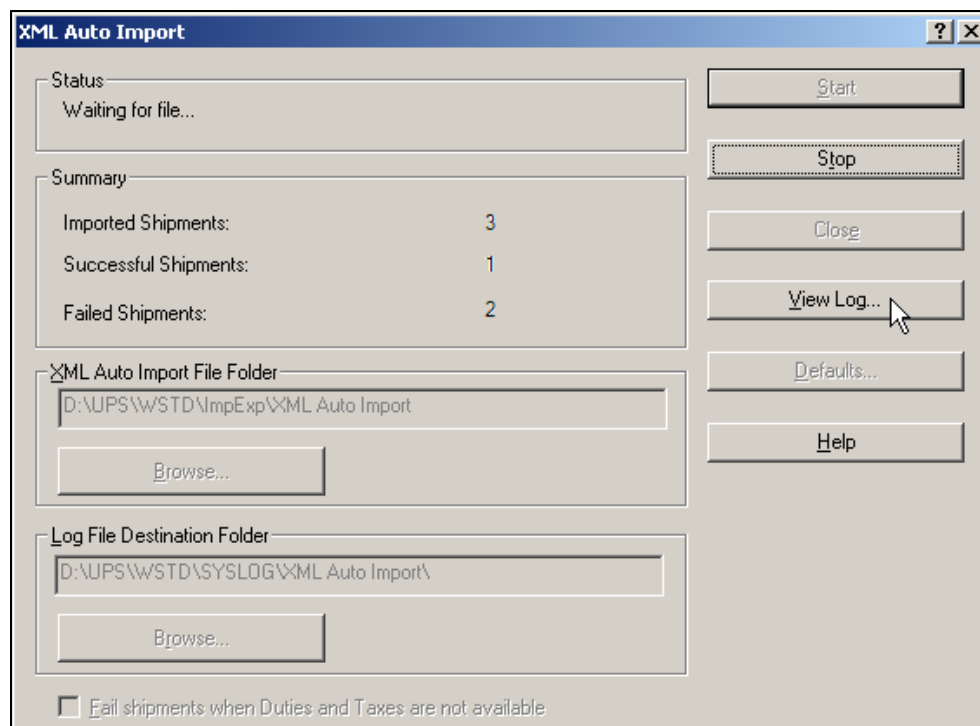 XML Auto Import
Status
Waiting for file...
Summary
Imported Shipments: 3
Successful Shipments: 1
Failed Shipments: 2
XML Auto Import File Folder
D:\UPS\WSTD\ImpExp\XML Auto Import
Browse...
Log File Destination Folder
D:\UPS\WSTD\SYSLOG\XML Auto Import\
Browse...
Fail shipments when Duties and Taxes are not available
Start
Stop
Close
View Log...
Defaults...
Help